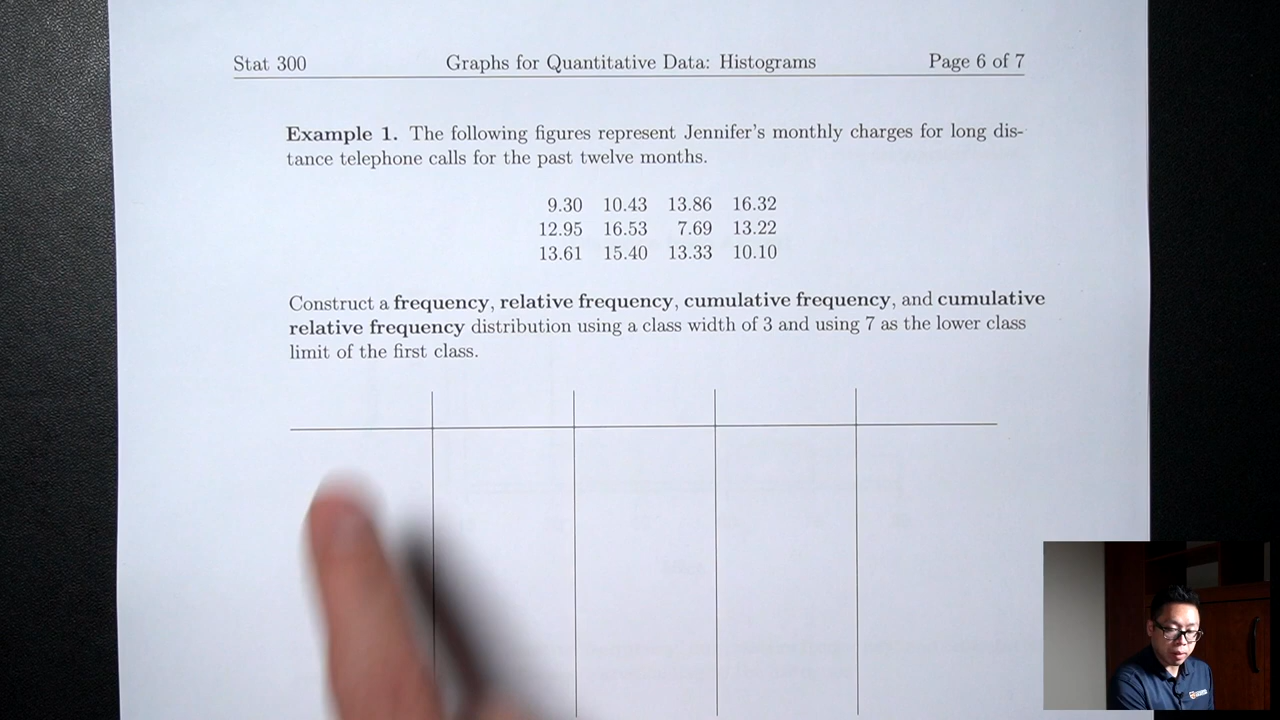 Stat 300 Graphs for Quantitative Data: Histograms Page 6 of 7
Example 1. The following figures represent Jennifer's monthly charges for long dis-
tance telephone calls for the past twelve months.
9.30 10.43 13.86 16.32
12.95 16.53 7.69 13.22
13.61 15.40 13.33 10.10
Construct a frequency, relative frequency, cumulative frequency, and cumulative
relative frequency distribution using a class width of 3 and using 7 as the lower class
limit of the first class.